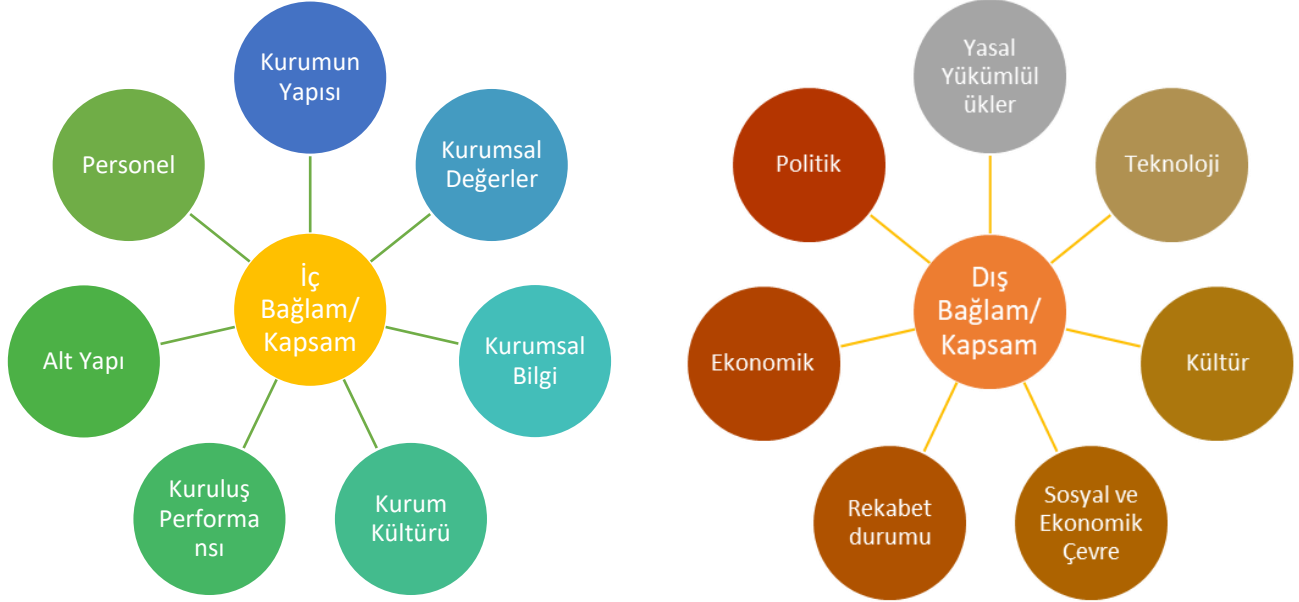 İç
Bağlam/
Kapsam
Kurumun
Yapısı
Kurumsal
Değerler
Kurumsal
Bilgi
Kurum
Kültürü
Kuruluş
Performa
nsı
Alt Yapı
Personel
Dış
Bağlam/
Kapsam
Yasal
Yükümlül
ükler
Teknoloji
Kültür
Sosyal ve
Ekonomik
Çevre
Rekabet
durumu
Ekonomik
Politik